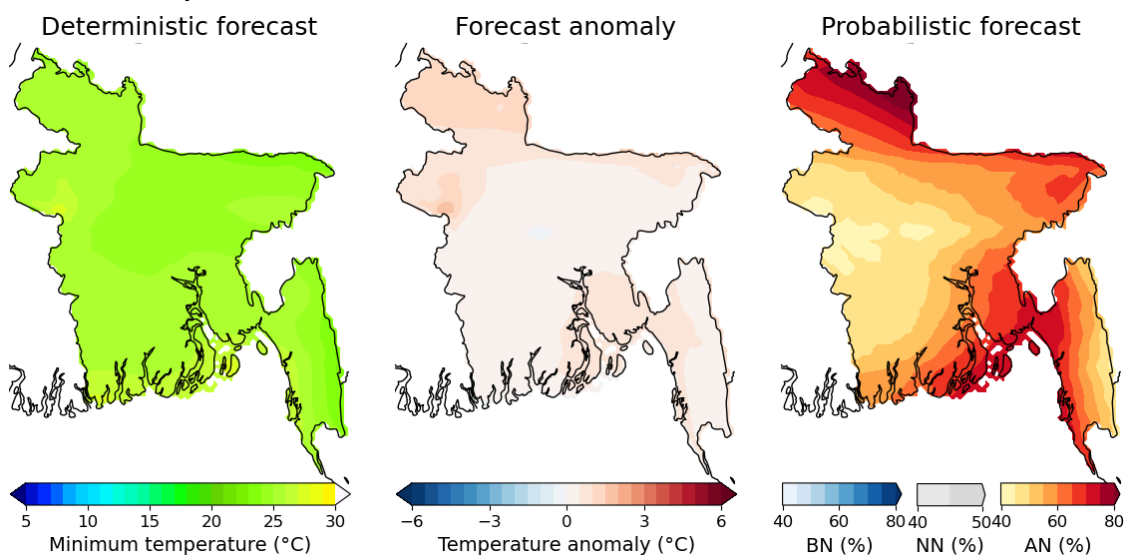 Deterministic forecast
Forecast anomaly
Probabilistic forecast
5 10 15 20 25 30
Minimum temperature (°C)
−6 −3 0 3 6
Temperature anomaly (°C)
40 60 80
BN (%)
40 50
NN (%)
40 60 80
AN (%)